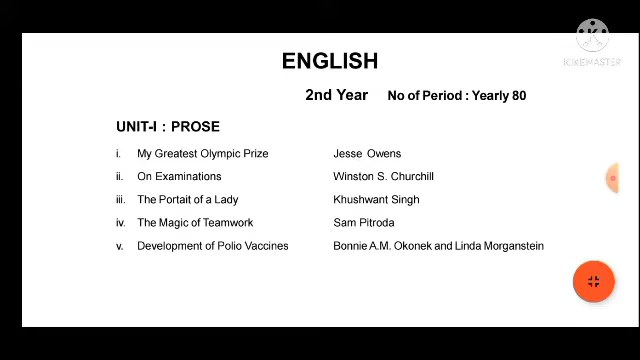 KINEMASTER
ENGLISH
2nd Year No of Period : Yearly 80
UNIT-I : PROSE
i. My Greatest Olympic Prize Jesse Owens
ii. On Examinations Winston S. Churchill
iii. The Portait of a Lady Khushwant Singh
iv. The Magic of Teamwork Sam Pitroda
v. Development of Polio Vaccines Bonnie A.M. Okonek and Linda Morganstein